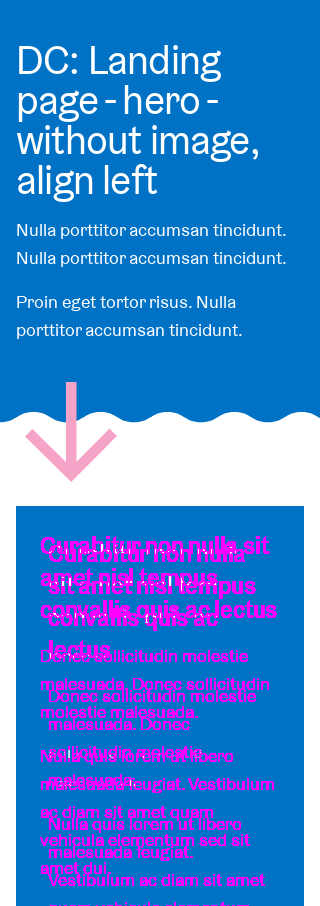 DC: Landing
page - hero -
without image,
align left
Nulla porttitor accumsan tincidunt.
Nulla porttitor accumsan tincidunt.
Proin eget tortor risus. Nulla
porttitor accumsan tincidunt.
Curabitur non nulla sit
amet nisl tempus
convallis quis ac lectus
Donec sollicitudin molestie
malesuada. Donec sollicitudin
molestie malesuada.
Nulla quis lorem ut libero
malesuada feugiat. Vestibulum
ac diam sit amet quam
vehicula elementum sed sit
amet dui.
Curabitur non nulla
sit amet nisl tempus
convallis quis ac
lectus
Donec sollicitudin molestie
malesuada. Donec
sollicitudin molestie
malesuada.
Nulla quis lorem ut libero
malesuada feugiat.
Vestibulum ac diam sit amet